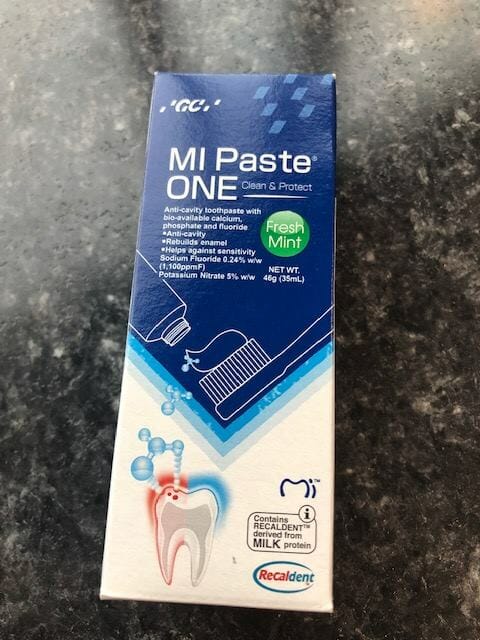 GC
MI Paste®
ONE Clean & Protect
Anti-cavity toothpaste with
bio-available calcium,
phosphate and fluoride
•Anti-cavity
•Rebuilds enamel
•Helps against sensitivity
Sodium Fluoride 0.24% w/w
(1,100ppmF)
Potassium Nitrate 5% w/w
Fresh
Mint
NET WT.
46g (35mL)
Mi™
i
Contains
RECALDENT™
derived from
MILK protein
Recaldent